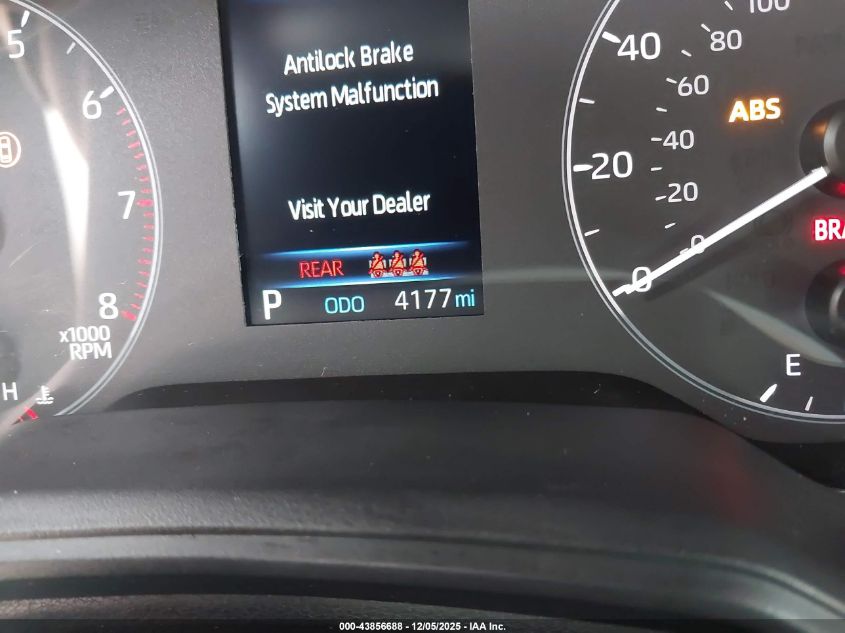 5
6
7
8
x1000
RPM
H
Antilock Brake
System Malfunction
Visit Your Dealer
REAR
P ODO 4177 mi
100
80
60
40
20
0
40
20
0
ABS
E
000-43856688 - 12/05/2025 - IAA Inc.